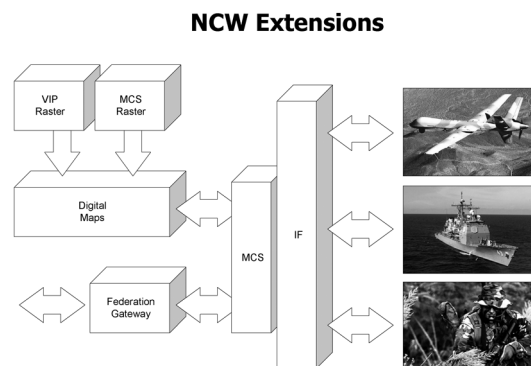 NCW Extensions
VIP
Raster
MCS
Raster
Digital
Maps
MCS
IF
Federation
Gateway